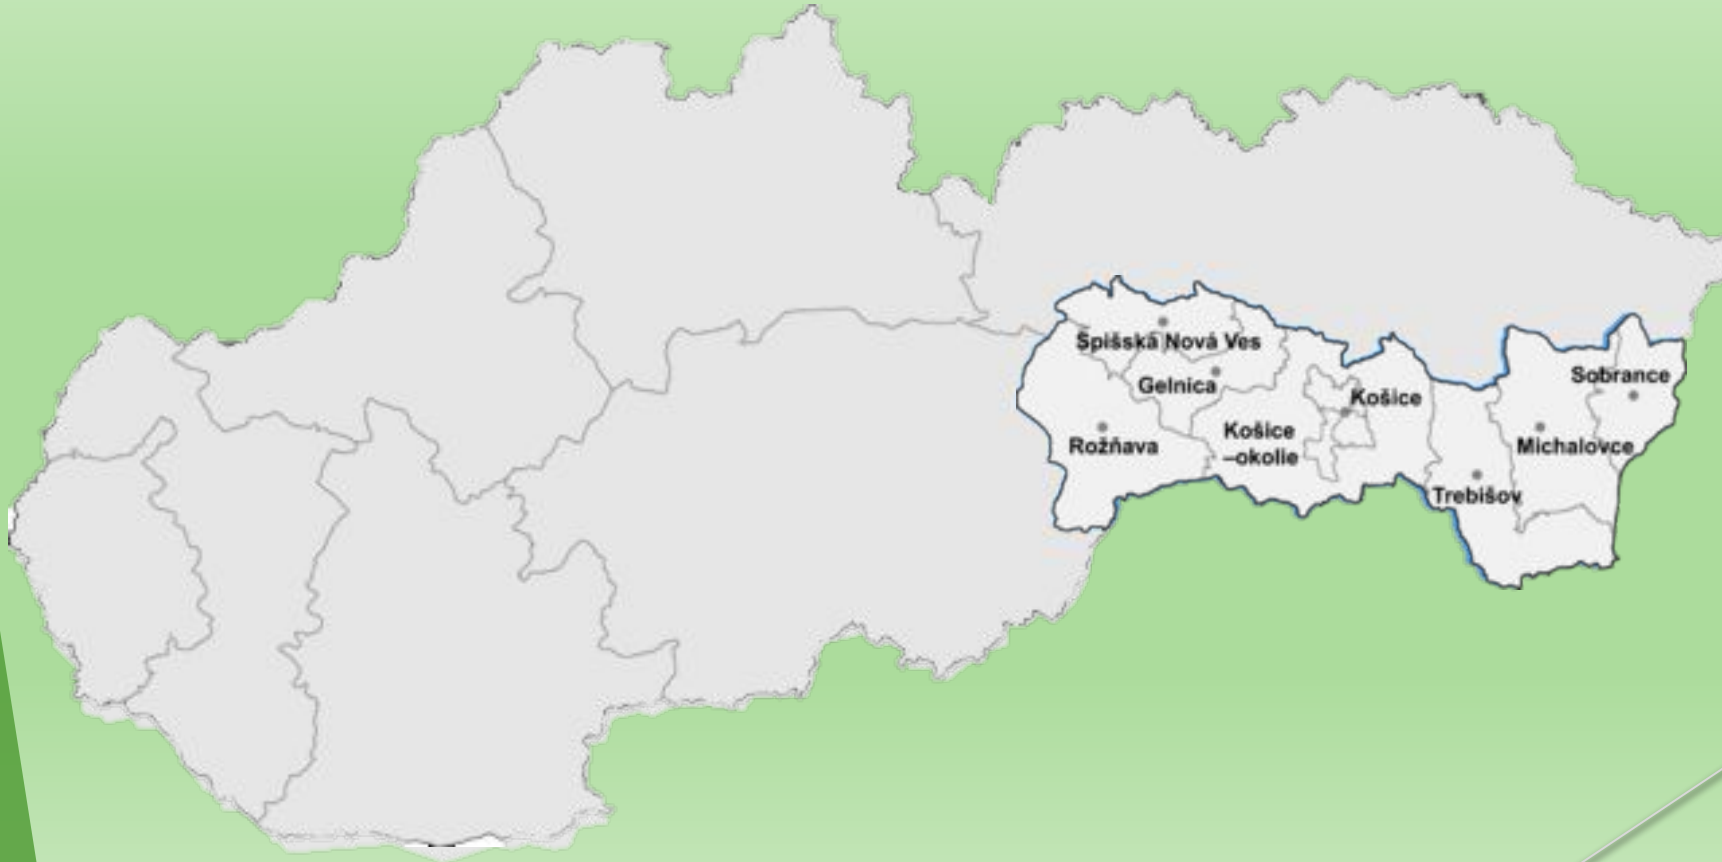 Spišská Nová Ves
Gelnica
Rožňava
Košice
–okolie
Košice
Trebišov
Michalovce
Sobrance